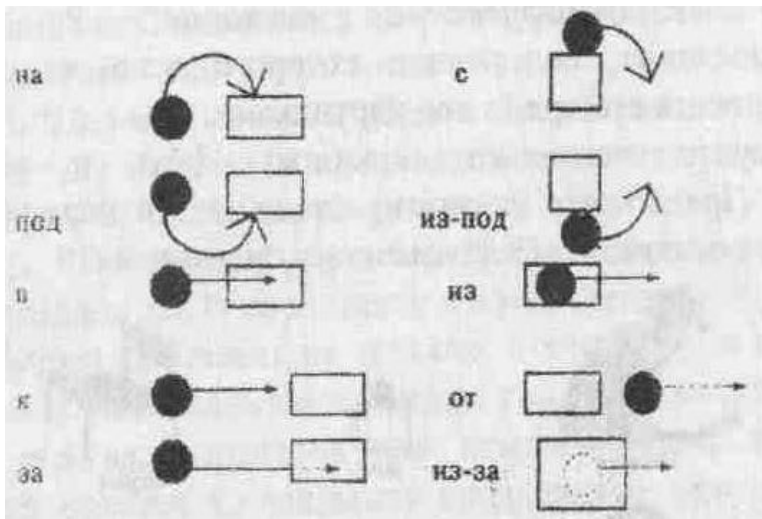 на с
под из-под
в из
к от
за из-за